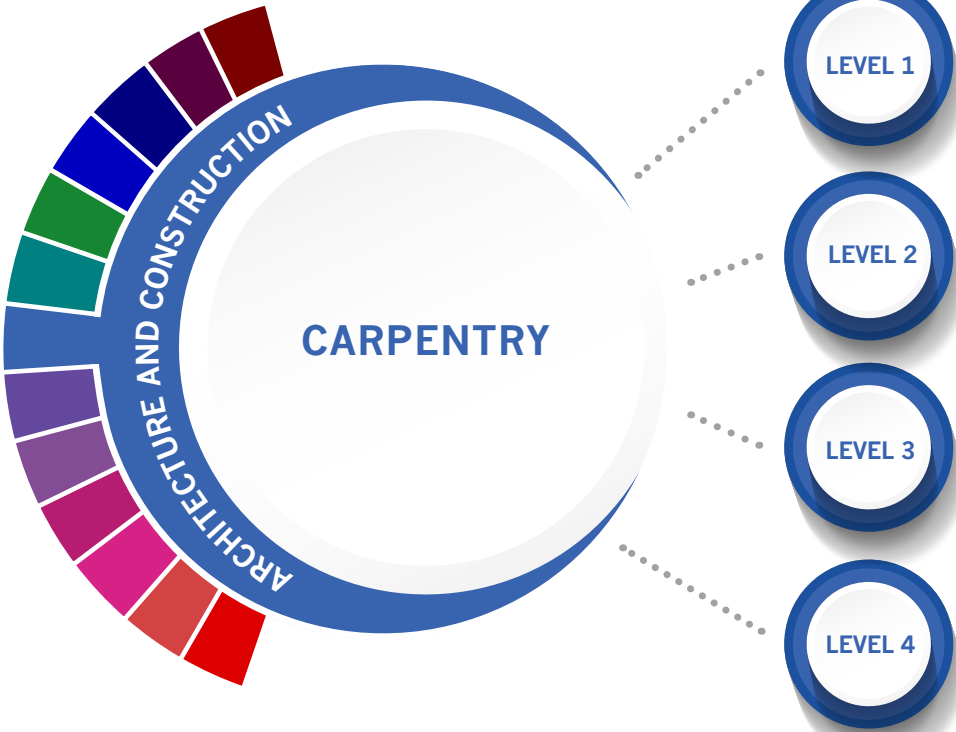 ARCHITECTURE AND CONSTRUCTION
CARPENTRY
LEVEL 1
LEVEL 2
LEVEL 3
LEVEL 4